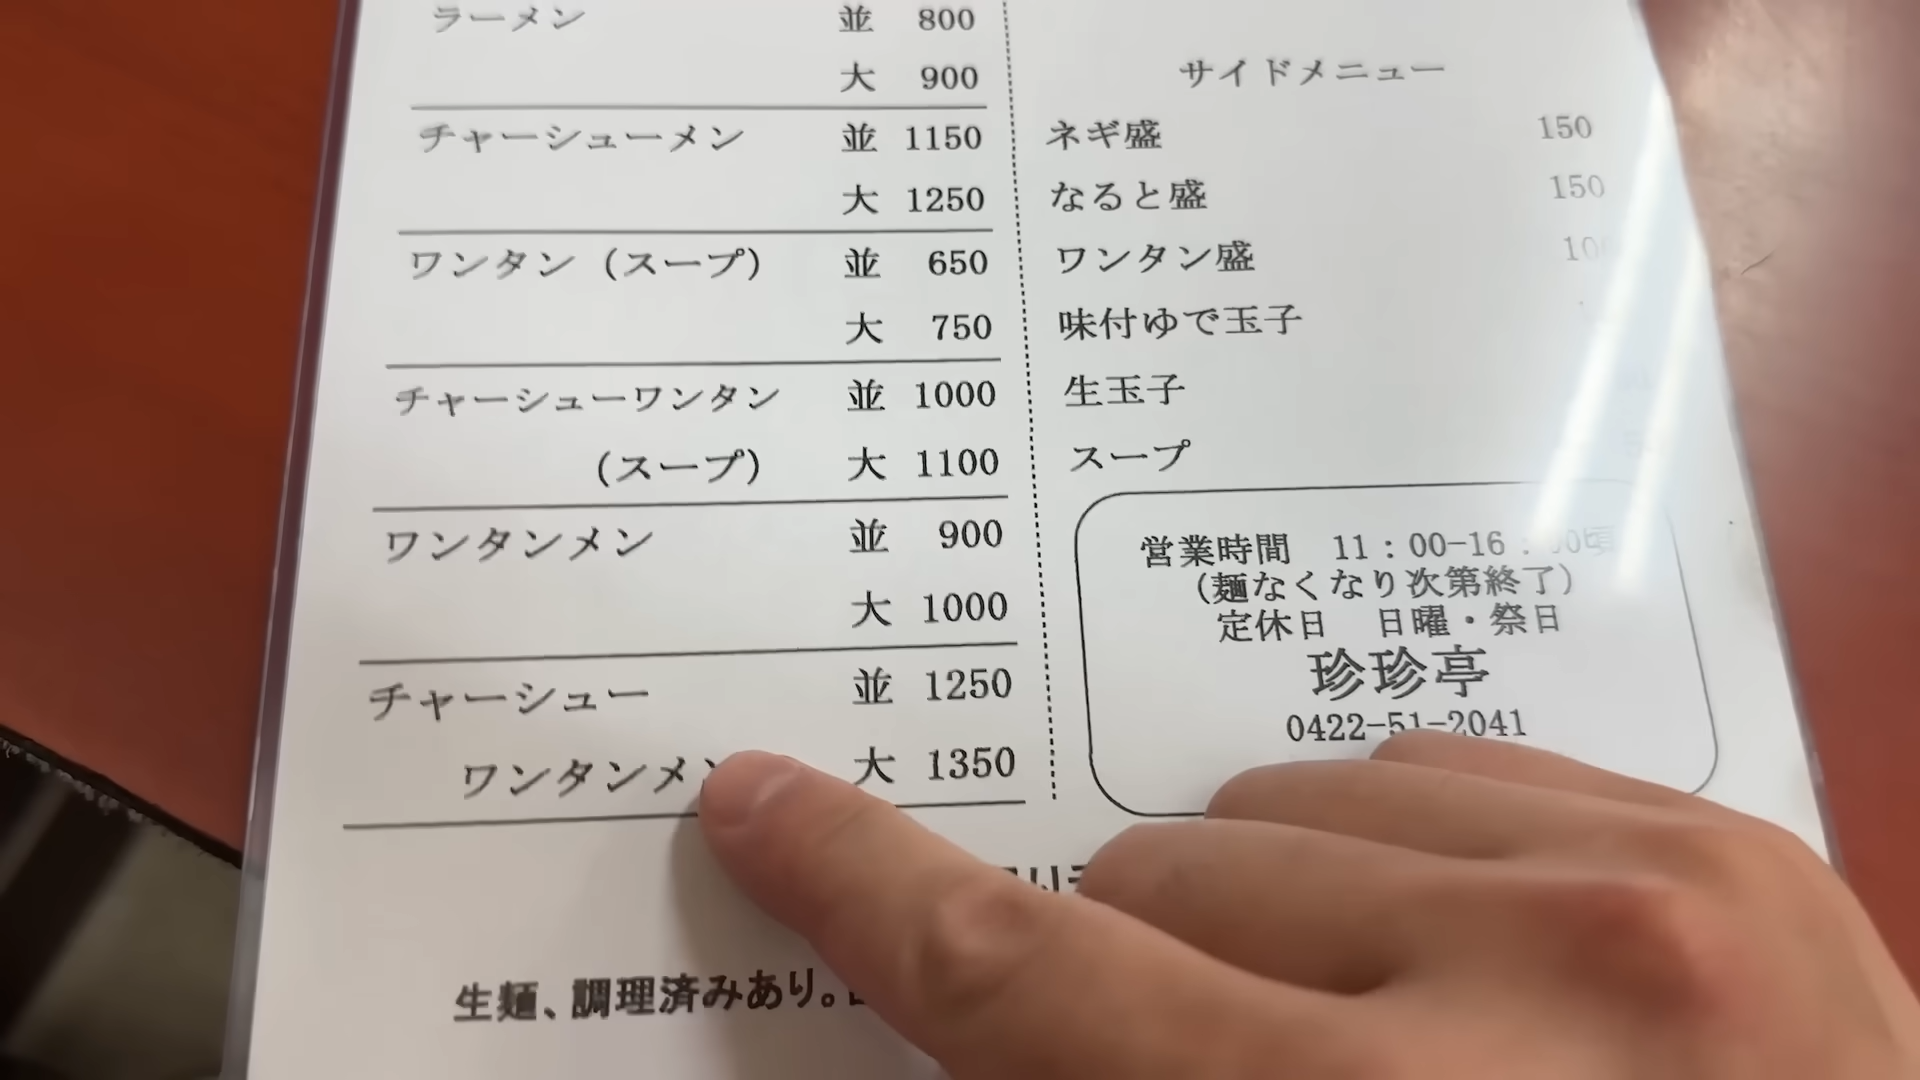 ラーメン 並 800
大 900
チャーシューメン 並 1150
大 1250
ワンタン（スープ） 並 650
大 750
チャーシューワンタン 並 1000
（スープ） 大 1100
ワンタンメン 並 900
大 1000
チャーシュー 並 1250
ワンタンメン 大 1350
サイドメニュー
ネギ盛 150
なると盛 150
ワンタン盛
味付ゆで玉子
生玉子
スープ
営業時間 11：00-16：00頃
（麺なくなり次第終了）
定休日 日曜・祭日
珍珍亭
0422-51-2041
生麺、調理済みあり。